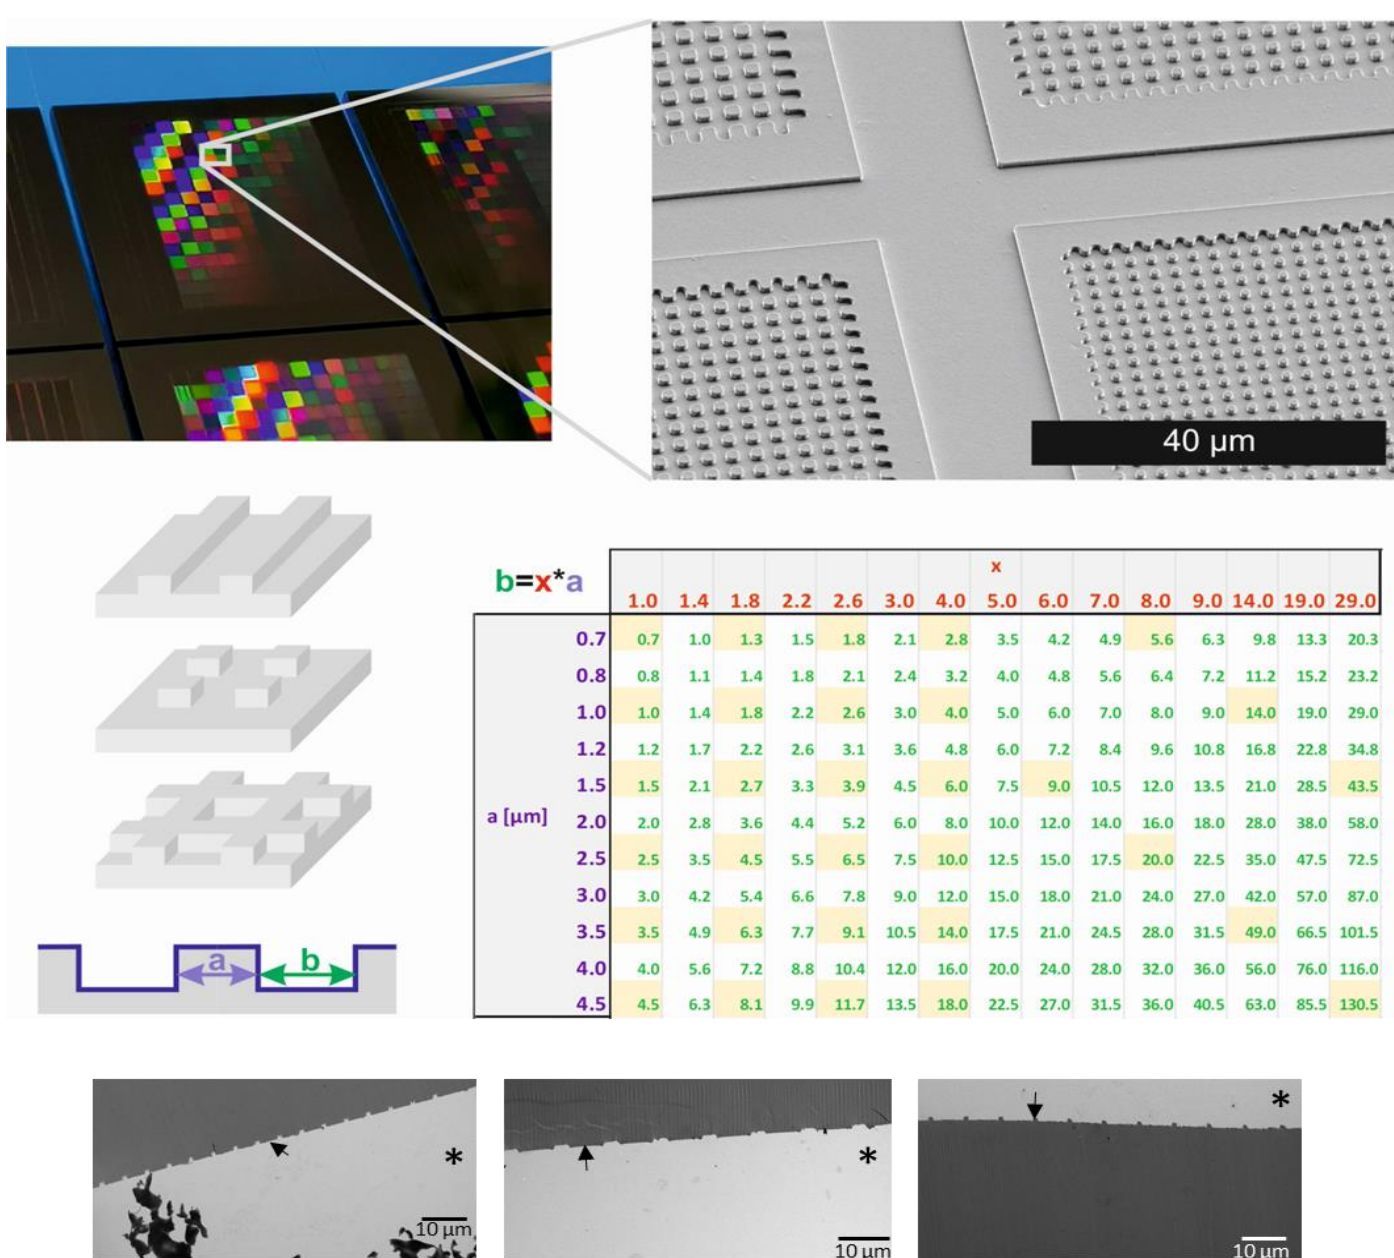 40 µm
b=x*a
x
1.0 1.4 1.8 2.2 2.6 3.0 4.0 5.0 6.0 7.0 8.0 9.0 14.0 19.0 29.0
0.7 0.7 1.0 1.3 1.5 1.8 2.1 2.8 3.5 4.2 4.9 5.6 6.3 9.8 13.3 20.3
0.8 0.8 1.1 1.4 1.8 2.1 2.4 3.2 4.0 4.8 5.6 6.4 7.2 11.2 15.2 23.2
1.0 1.0 1.4 1.8 2.2 2.6 3.0 4.0 5.0 6.0 7.0 8.0 9.0 14.0 19.0 29.0
1.2 1.2 1.7 2.2 2.6 3.1 3.6 4.8 6.0 7.2 8.4 9.6 10.8 16.8 22.8 34.8
1.5 1.5 2.1 2.7 3.3 3.9 4.5 6.0 7.5 9.0 10.5 12.0 13.5 21.0 28.5 43.5
a [µm] 2.0 2.0 2.8 3.6 4.4 5.2 6.0 8.0 10.0 12.0 14.0 16.0 18.0 28.0 38.0 58.0
2.5 2.5 3.5 4.5 5.5 6.5 7.5 10.0 12.5 15.0 17.5 20.0 22.5 35.0 47.5 72.5
3.0 3.0 4.2 5.4 6.6 7.8 9.0 12.0 15.0 18.0 21.0 24.0 27.0 42.0 57.0 87.0
3.5 3.5 4.9 6.3 7.7 9.1 10.5 14.0 17.5 21.0 24.5 28.0 31.5 49.0 66.5 101.5
4.0 4.0 5.6 7.2 8.8 10.4 12.0 16.0 20.0 24.0 28.0 32.0 36.0 56.0 76.0 116.0
4.5 4.5 6.3 8.1 9.9 11.7 13.5 18.0 22.5 27.0 31.5 36.0 40.5 63.0 85.5 130.5
a b
* * *
10 µm 10 µm 10 µm